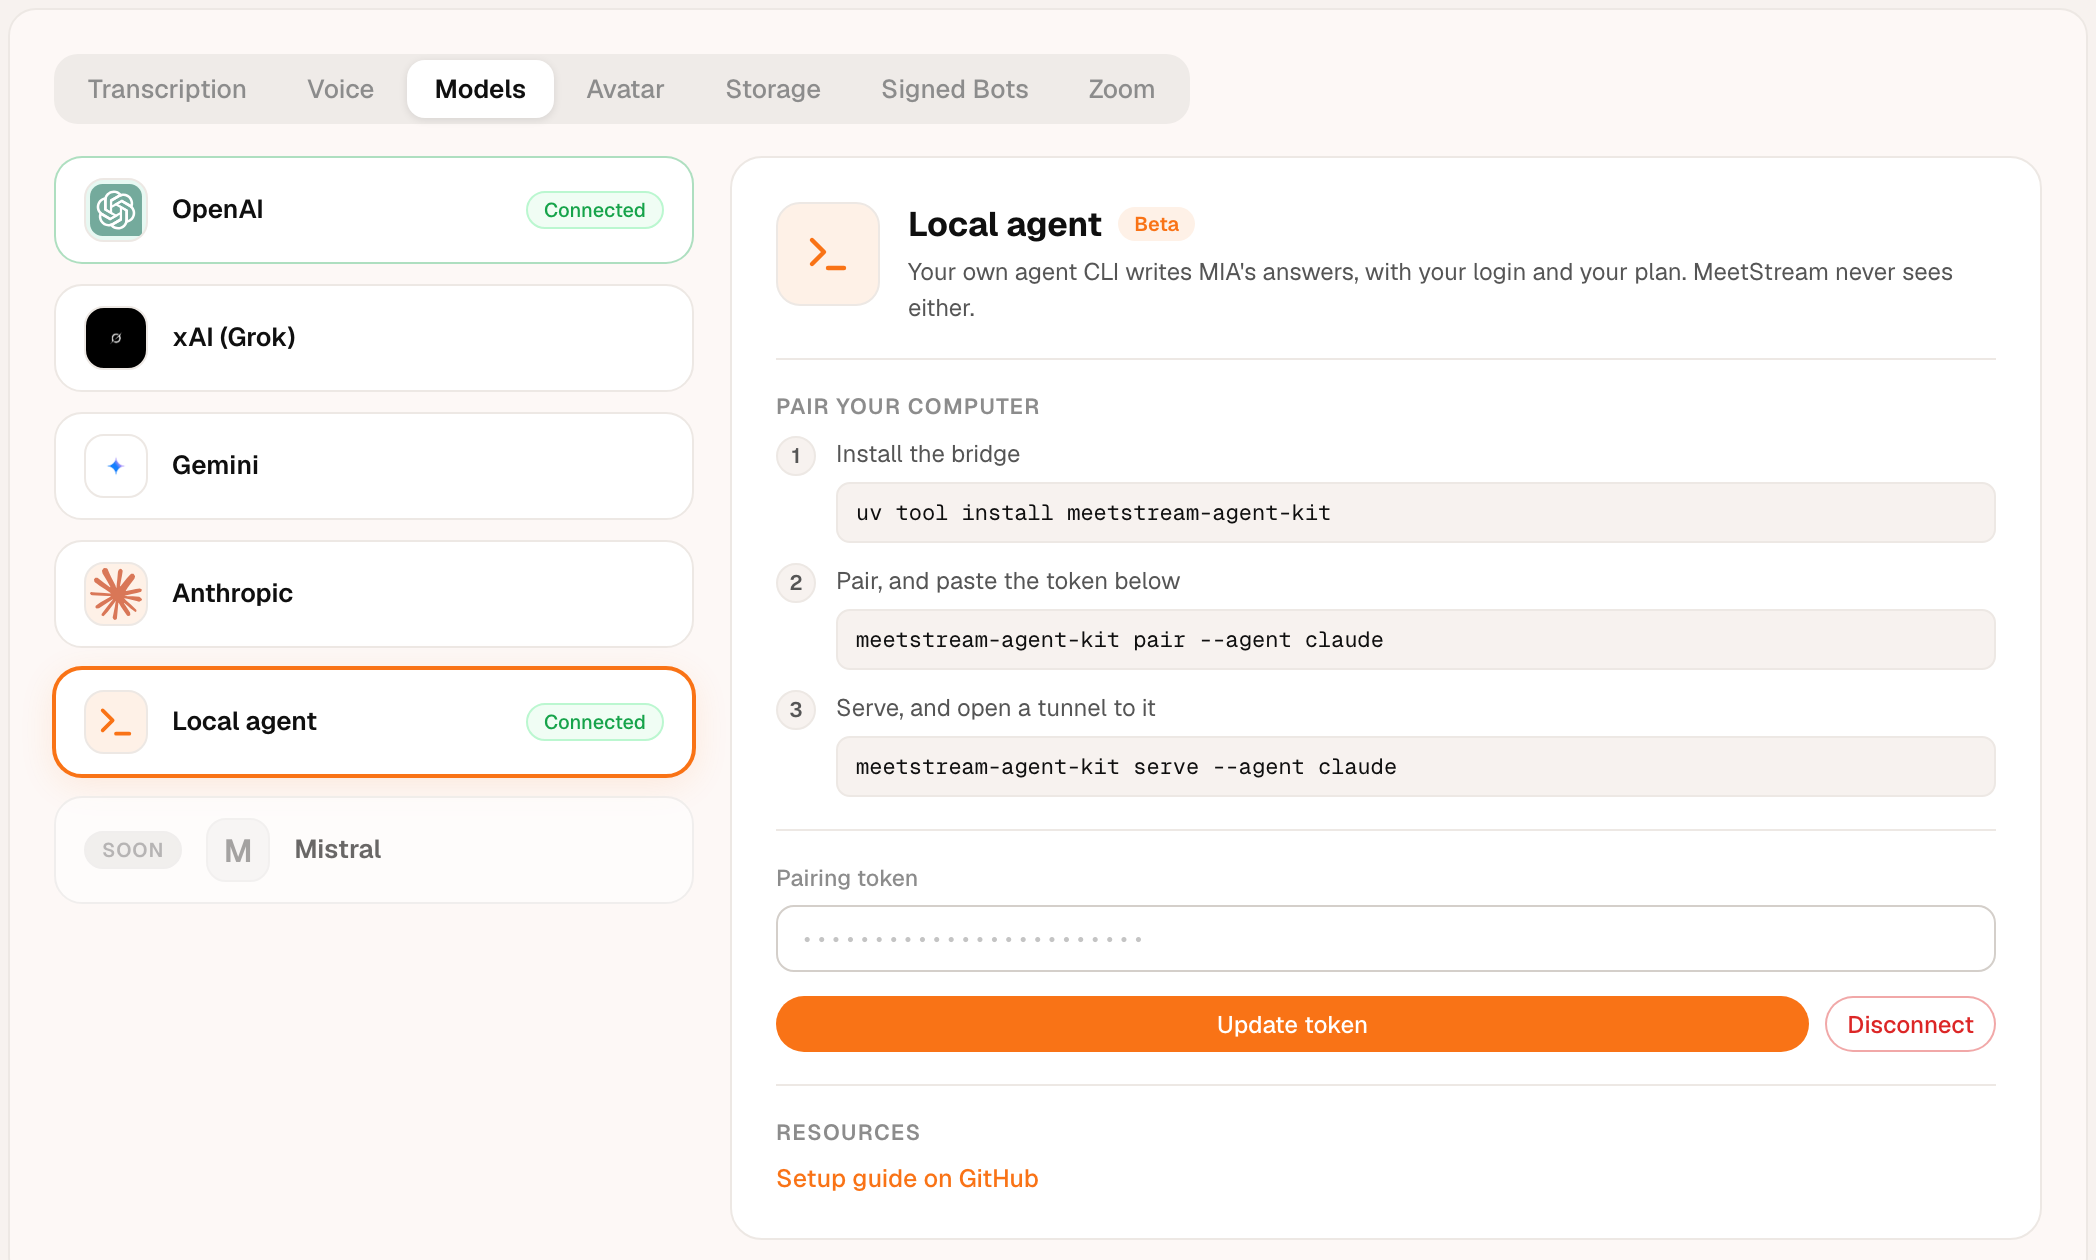 Transcription
Voice
Models
Avatar
Storage
Signed Bots
Zoom
OpenAI
Connected
xAI (Grok)
Gemini
Anthropic
Local agent
Connected
SOON
M
Mistral
Local agent
Beta
Your own agent CLI writes MIA's answers, with your login and your plan. MeetStream never sees
either.
PAIR YOUR COMPUTER
1
Install the bridge
uv tool install meetstream-agent-kit
2
Pair, and paste the token below
meetstream-agent-kit pair --agent claude
3
Serve, and open a tunnel to it
meetstream-agent-kit serve --agent claude
Pairing token
Update token
Disconnect
RESOURCES
Setup guide on GitHub